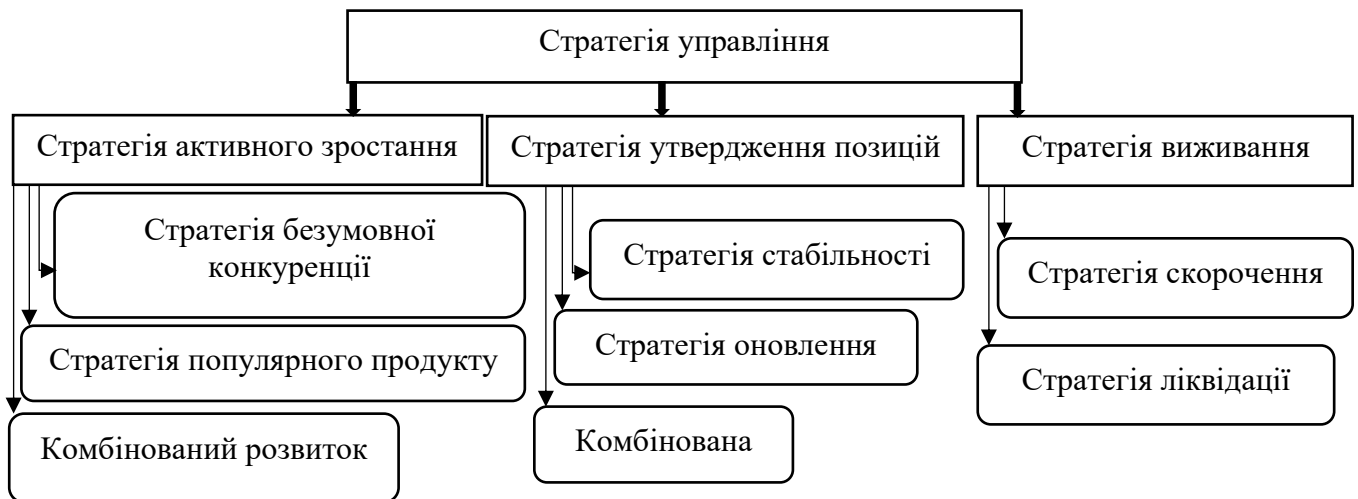 Стратегія управління
Стратегія активного зростання
Стратегія утвердження позицій
Стратегія виживання
Стратегія безумовної
конкуренції
Стратегія популярного продукту
Комбінований розвиток
Стратегія стабільності
Стратегія оновлення
Комбінована
Стратегія скорочення
Стратегія ліквідації